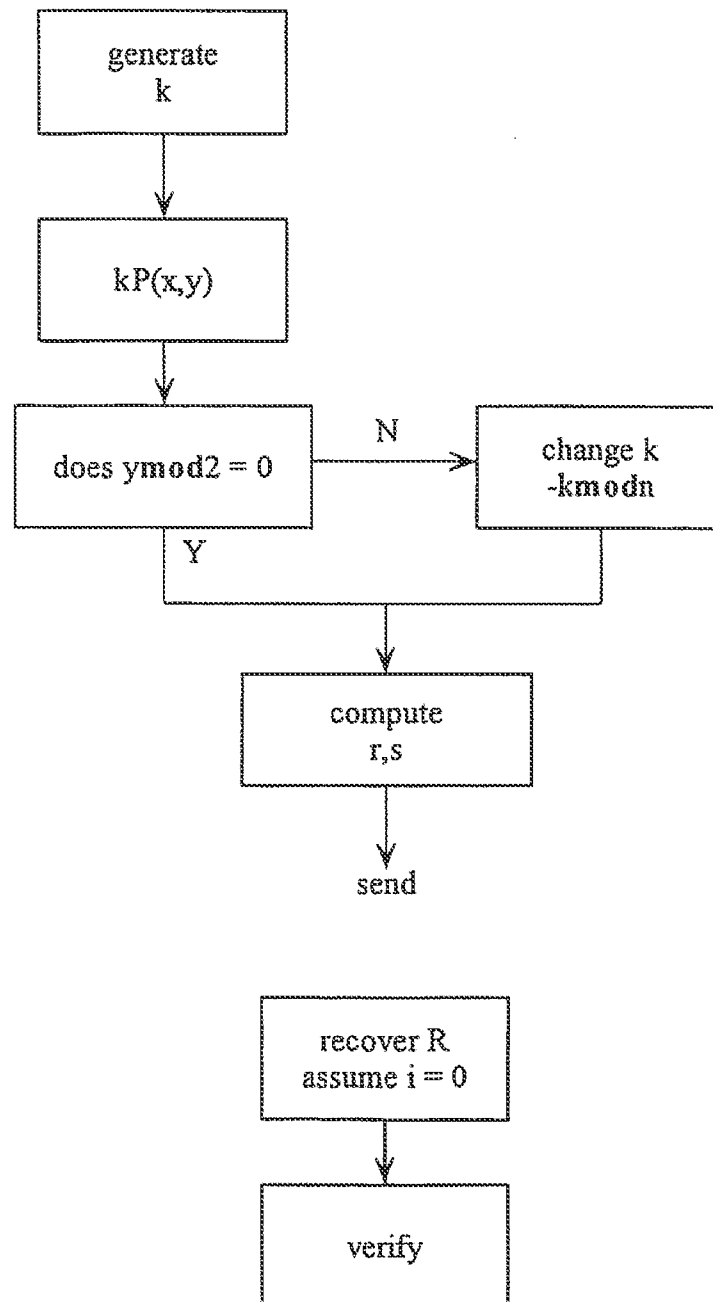 generate
k
kP(x,y)
does ymod2 = 0
N
change k
-kmodn
Y
compute
r,s
send
recover R
assume i = 0
verify